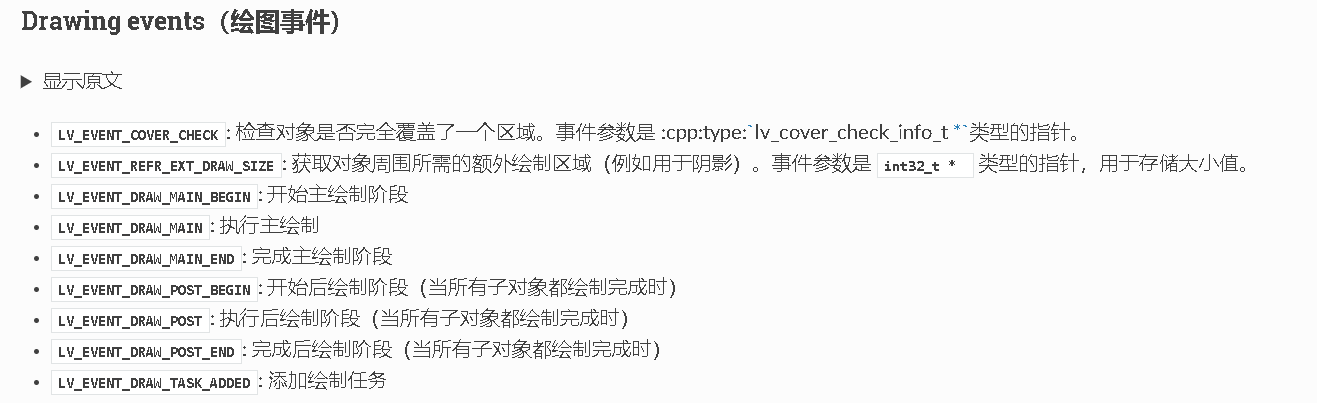 Drawing events（绘图事件）
▶ 显示原文
• LV_EVENT_COVER_CHECK: 检查对象是否完全覆盖了一个区域。事件参数是 :cpp:type:`lv_cover_check_info_t *`类型的指针。
• LV_EVENT_REFR_EXT_DRAW_SIZE: 获取对象周围所需的额外绘制区域（例如用于阴影）。事件参数是 int32_t * 类型的指针，用于存储大小值。
• LV_EVENT_DRAW_MAIN_BEGIN: 开始主绘制阶段
• LV_EVENT_DRAW_MAIN: 执行主绘制
• LV_EVENT_DRAW_MAIN_END: 完成主绘制阶段
• LV_EVENT_DRAW_POST_BEGIN: 开始后绘制阶段（当所有子对象都绘制完成时）
• LV_EVENT_DRAW_POST: 执行后绘制阶段（当所有子对象都绘制完成时）
• LV_EVENT_DRAW_POST_END: 完成后绘制阶段（当所有子对象都绘制完成时）
• LV_EVENT_DRAW_TASK_ADDED: 添加绘制任务